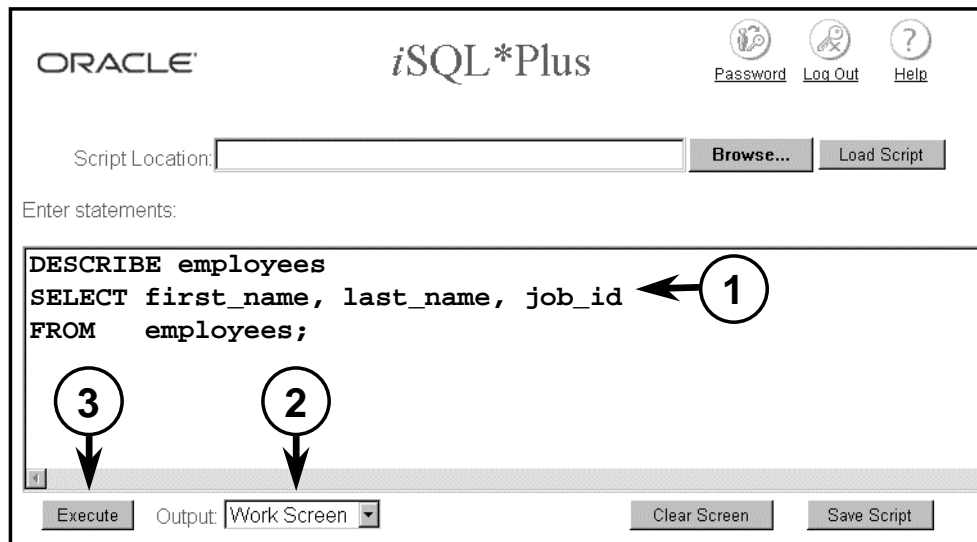 ORACLE
iSQL*Plus
Password Log Out Help
Script Location: Browse... Load Script
Enter statements:
DESCRIBE employees
SELECT first_name, last_name, job_id
1
FROM employees;
3
2
Execute Output: Work Screen Clear Screen Save Script